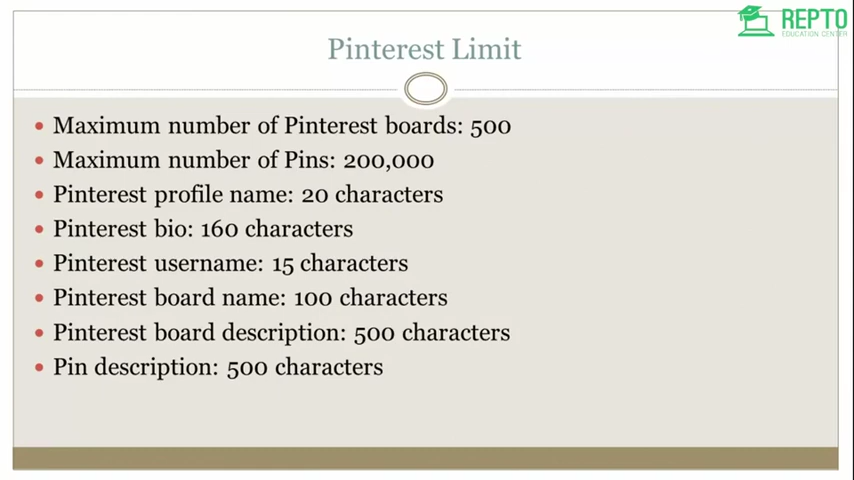 REPTO
EDUCATION CENTER
Pinterest Limit
• Maximum number of Pinterest boards: 500
• Maximum number of Pins: 200,000
• Pinterest profile name: 20 characters
• Pinterest bio: 160 characters
• Pinterest username: 15 characters
• Pinterest board name: 100 characters
• Pinterest board description: 500 characters
• Pin description: 500 characters